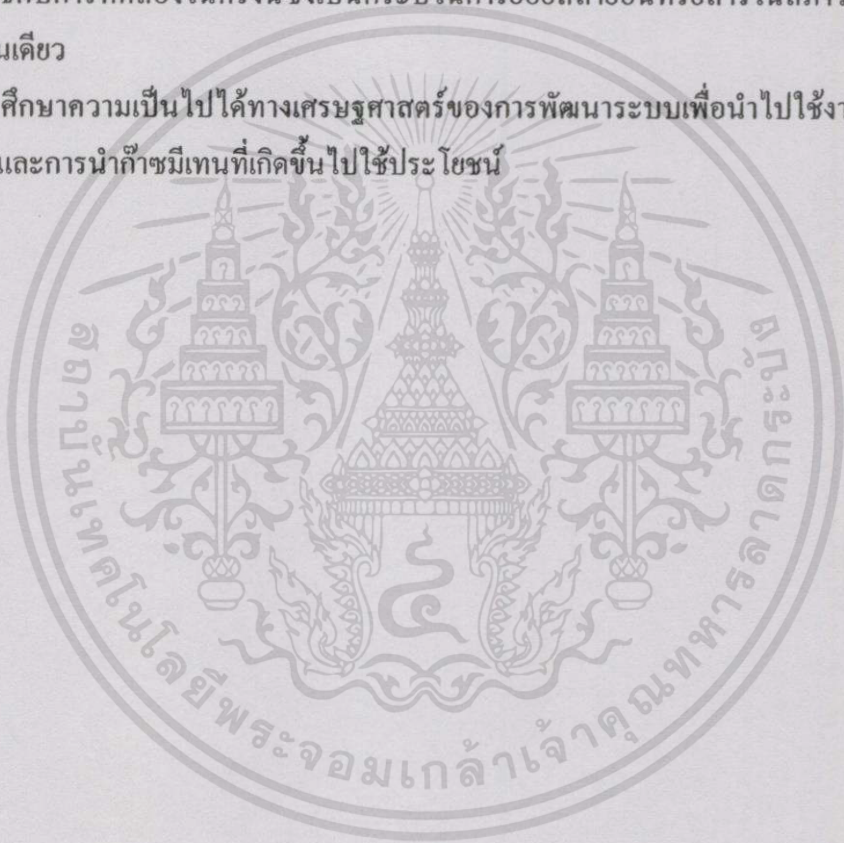 นเดียว
ศึกษาความเป็นไปได้ทางเศรษฐศาสตร์ของการพัฒนาระบบเพื่อนำไปใช้งา
และการนำก๊าซมีเทนที่เกิดขึ้นไปใช้ประโยชน์
สถาบันเทคโนโลยีพระจอมเกล้าเจ้าคุณทหารลาดกระบัง